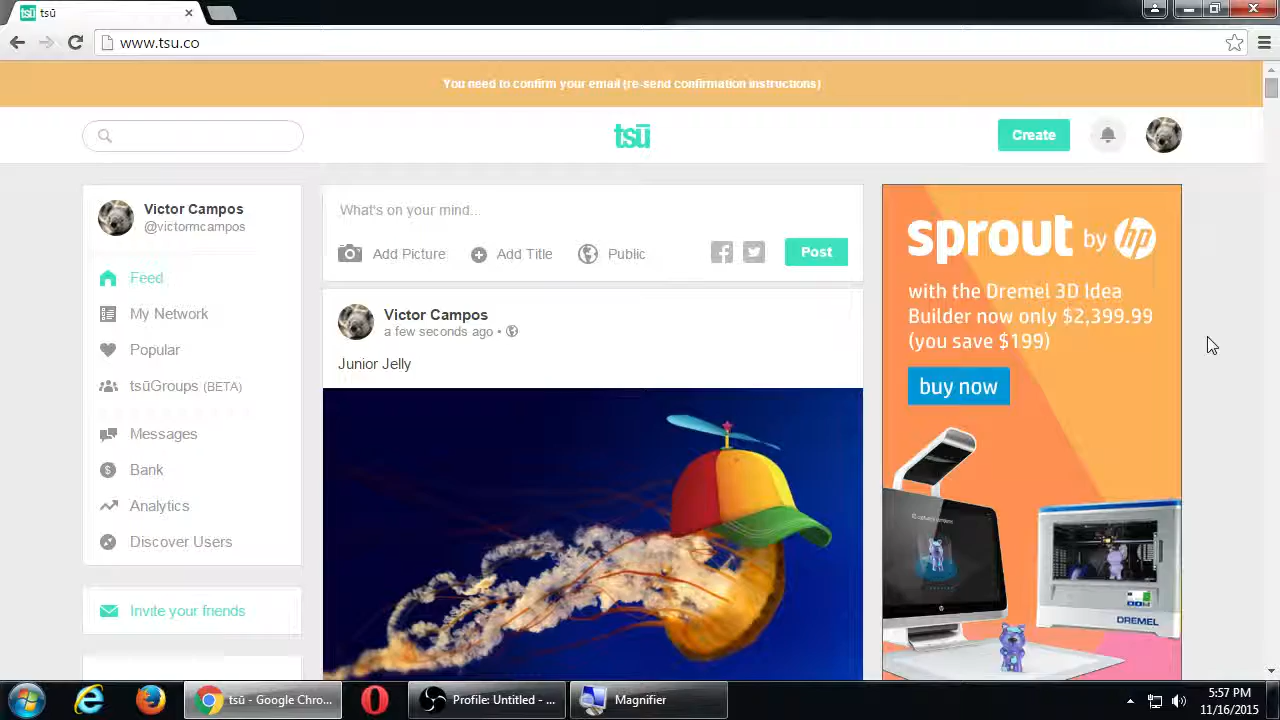 tsū
www.tsu.co
You need to confirm your email (re-send confirmation instructions)
tsū
Create
Victor Campos
@victormcampos
Feed
My Network
Popular
tsūGroups (BETA)
Messages
Bank
Analytics
Discover Users
Invite your friends
What's on your mind...
Add Picture
Add Title
Public
Post
Victor Campos
a few seconds ago •
Junior Jelly
sprout by hp
with the Dremel 3D Idea
Builder now only $2,399.99
(you save $199)
buy now
DREMEL
tsū - Google Chro...
Profile: Untitled - ...
Magnifier
5:57 PM
11/16/2015